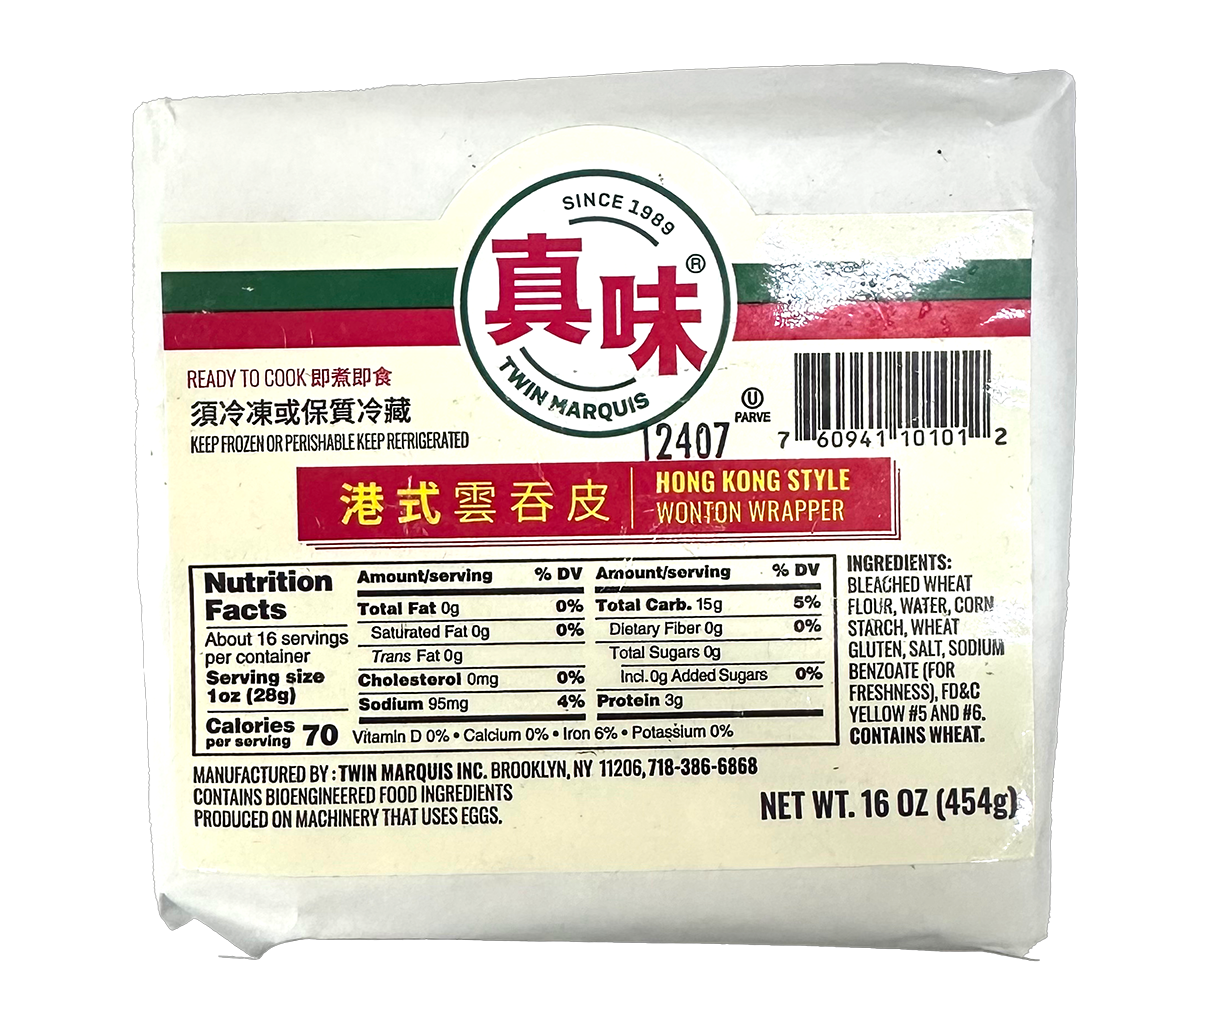 SINCE 1989
真味®
TWIN MARQUIS
READY TO COOK 即煮即食
須冷凍或保質冷藏
KEEP FROZEN OR PERISHABLE KEEP REFRIGERATED
U
PARVE
12407
7 60941 10101 2
港式雲吞皮
HONG KONG STYLE
WONTON WRAPPER
Nutrition
Facts
About 16 servings
per container
Serving size
1oz (28g)
Calories 70
per serving
Amount/serving % DV
Total Fat 0g 0%
Saturated Fat 0g 0%
Trans Fat 0g
Cholesterol 0mg 0%
Sodium 95mg 4%
Amount/serving % DV
Total Carb. 15g 5%
Dietary Fiber 0g 0%
Total Sugars 0g
Incl. 0g Added Sugars 0%
Protein 3g
Vitamin D 0% • Calcium 0% • Iron 6% • Potassium 0%
INGREDIENTS:
BLEACHED WHEAT
FLOUR, WATER, CORN
STARCH, WHEAT
GLUTEN, SALT, SODIUM
BENZOATE (FOR
FRESHNESS), FD&C
YELLOW #5 AND #6.
CONTAINS WHEAT.
MANUFACTURED BY : TWIN MARQUIS INC. BROOKLYN, NY 11206, 718-386-6868
CONTAINS BIOENGINEERED FOOD INGREDIENTS
PRODUCED ON MACHINERY THAT USES EGGS.
NET WT. 16 OZ (454g)